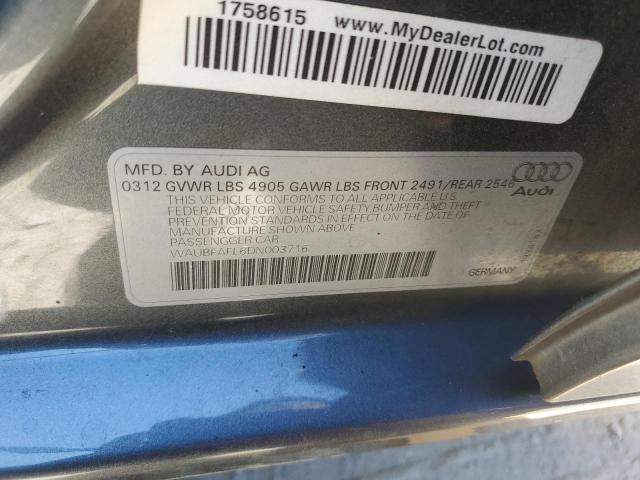 1758615 www.MyDealerLot.com
MFD. BY AUDI AG
0312 GVWR LBS 4905 GAWR LBS FRONT 2491/REAR 2546
THIS VEHICLE CONFORMS TO ALL APPLICABLE U.S.
FEDERAL MOTOR VEHICLE SAFETY BUMPER AND THEFT
PREVENTION STANDARDS IN EFFECT ON THE DATE OF
MANUFACTURE SHOWN ABOVE
PASSENGER CAR
WAUBFAFL6DN003716
Audi
GERMANY